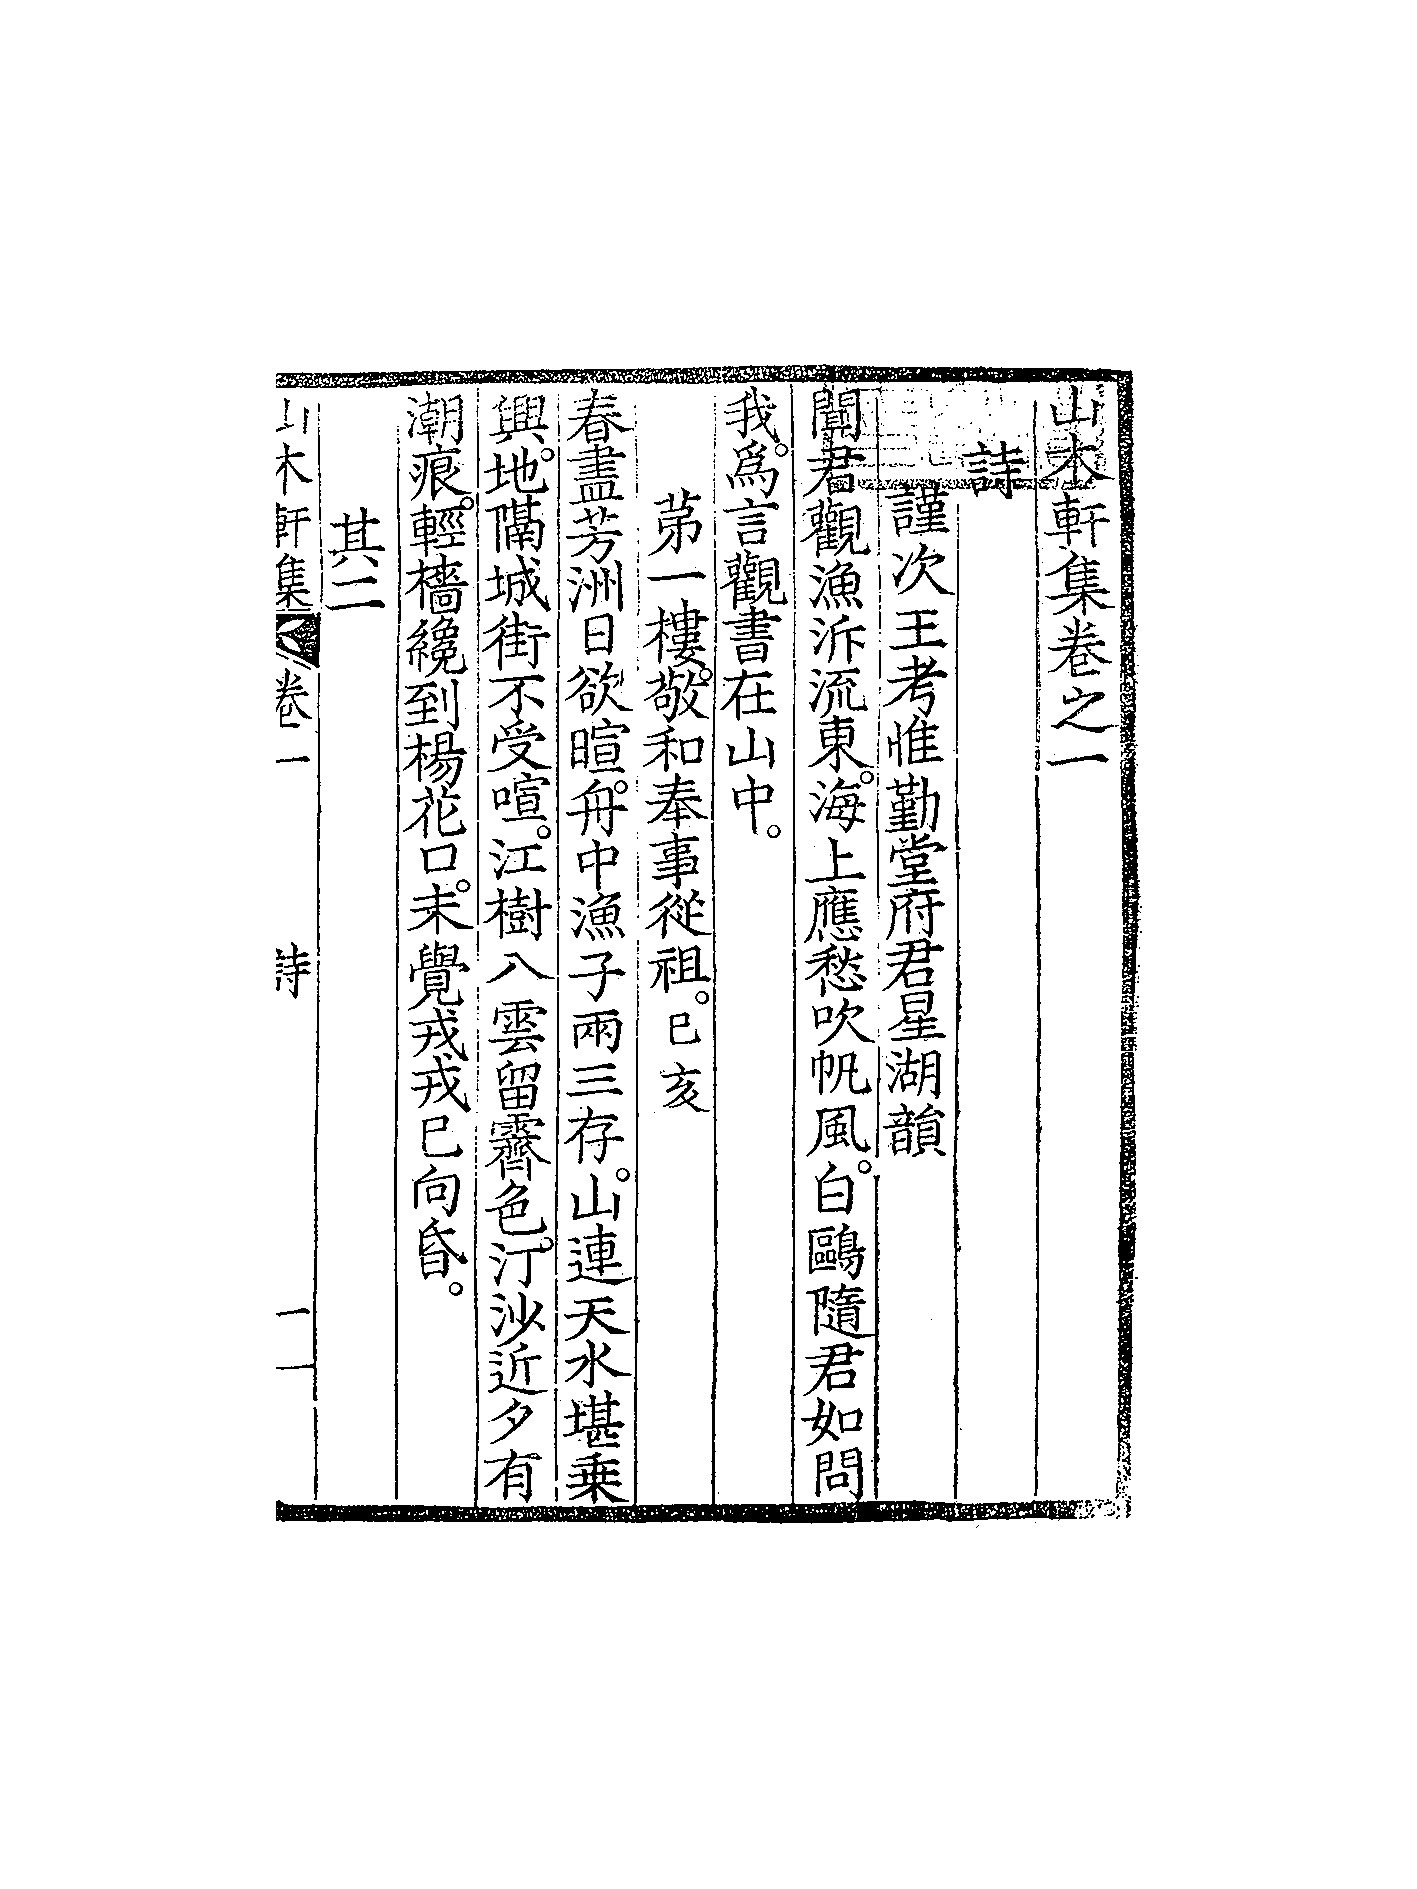 山木軒集卷之一
詩
謹次王考惟勤堂府君星湖韻
聞君觀漁泝流東。海上應愁吹帆風。白鷗隨君如問
我。爲言觀書在山中。
苐一樓。敬和奉事從祖。己亥
春盡芳洲日欲暄。舟中漁子兩三存。山連天水堪乗
興。地隔城街不受喧。江樹入雲留霽色。汀沙近夕有
潮痕。輕檣纔到楊花口。未覺戎戎已向昏。
其二
山木軒集 卷一 詩 一